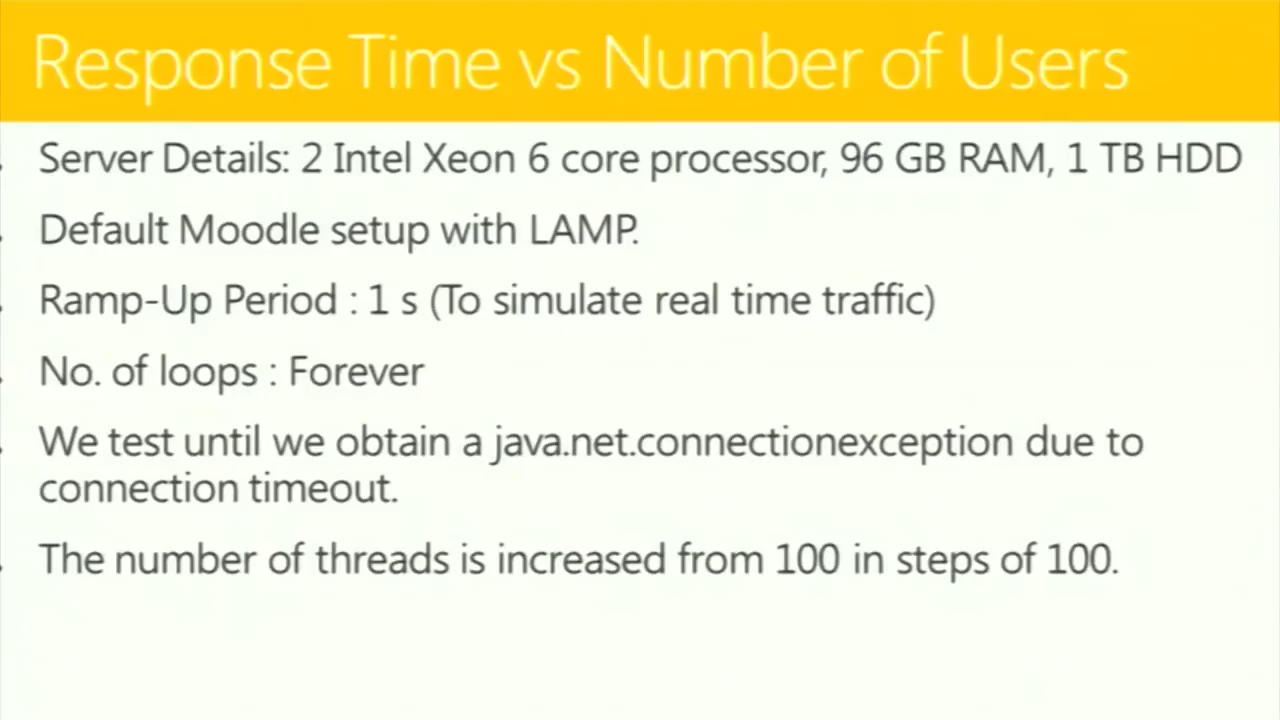 Response Time vs Number of Users
Server Details: 2 Intel Xeon 6 core processor, 96 GB RAM, 1 TB HDD
Default Moodle setup with LAMP.
Ramp-Up Period : 1 s (To simulate real time traffic)
No. of loops : Forever
We test until we obtain a java.net.connectionexception due to
connection timeout.
The number of threads is increased from 100 in steps of 100.